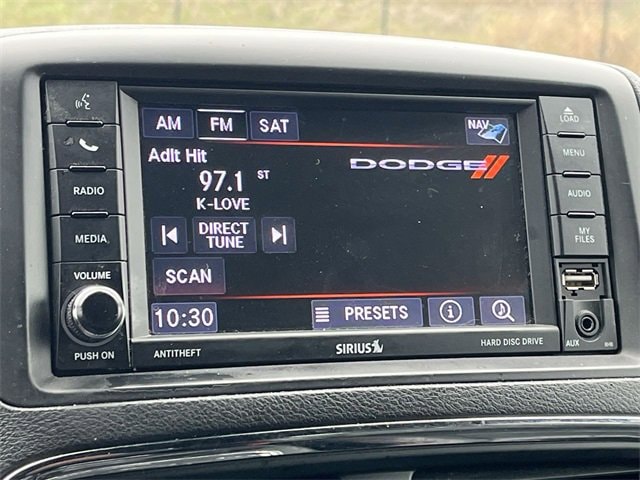 AM FM SAT NAV
LOAD
Adlt Hit
DODGE
MENU
97.1 ST
K-LOVE
RADIO
AUDIO
MEDIA
DIRECT
TUNE
MY
FILES
SCAN
VOLUME
10:30 PRESETS
PUSH ON
ANTITHEFT
SIRIUS
HARD DISC DRIVE
AUX